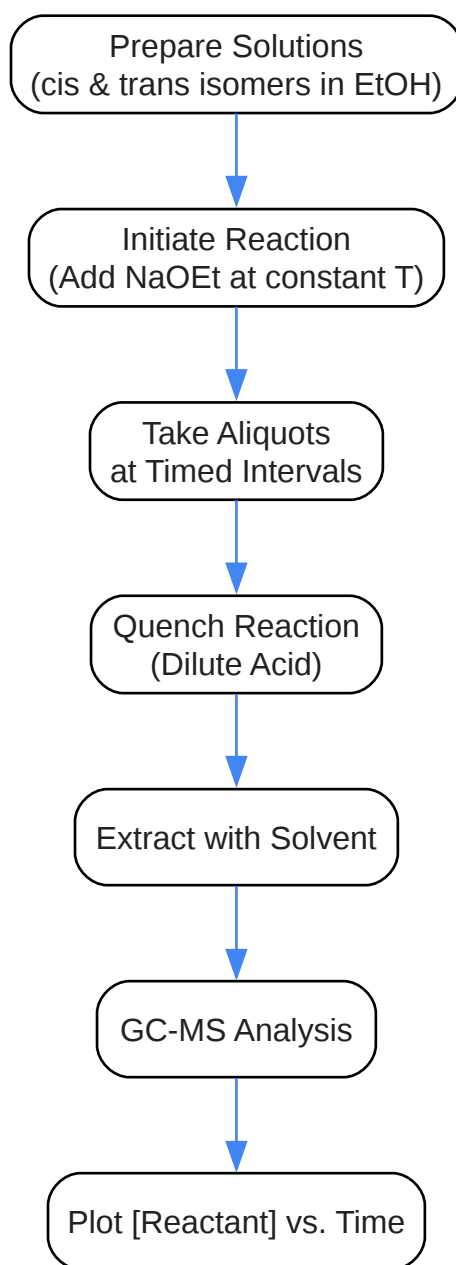 Prepare Solutions
(cis & trans isomers in EtOH)
Initiate Reaction
(Add NaOEt at constant T)
Take Aliquots
at Timed Intervals
Quench Reaction
(Dilute Acid)
Extract with Solvent
GC-MS Analysis
Plot [Reactant] vs. Time